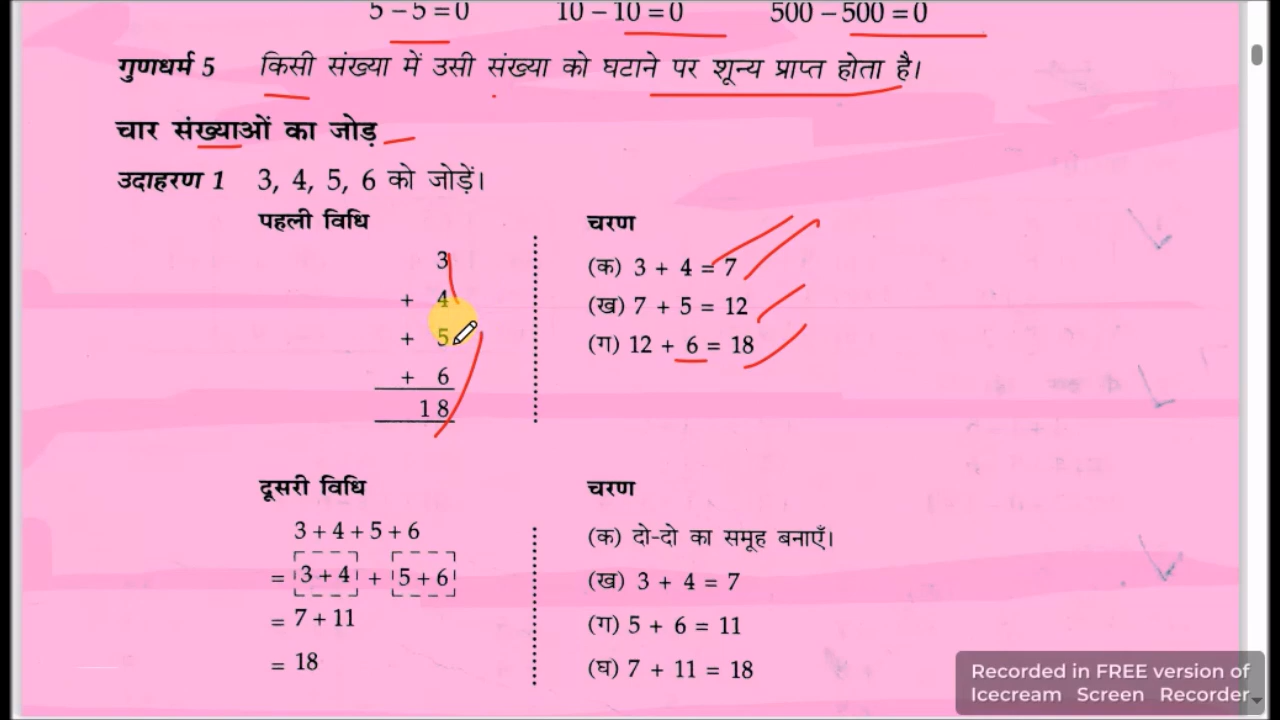 5 – 5 = 0 10 – 10 = 0 500 – 500 = 0
गुणधर्म 5 किसी संख्या में उसी संख्या को घटाने पर शून्य प्राप्त होता है।
चार संख्याओं का जोड़
उदाहरण 1 3, 4, 5, 6 को जोड़ें।
पहली विधि
3
+ 4
+ 5
+ 6
18
चरण
(क) 3 + 4 = 7
(ख) 7 + 5 = 12
(ग) 12 + 6 = 18
दूसरी विधि
3 + 4 + 5 + 6
= 3 + 4 + 5 + 6
= 7 + 11
= 18
चरण
(क) दो-दो का समूह बनाएँ।
(ख) 3 + 4 = 7
(ग) 5 + 6 = 11
(घ) 7 + 11 = 18
Recorded in FREE version of
Icecream Screen Recorder